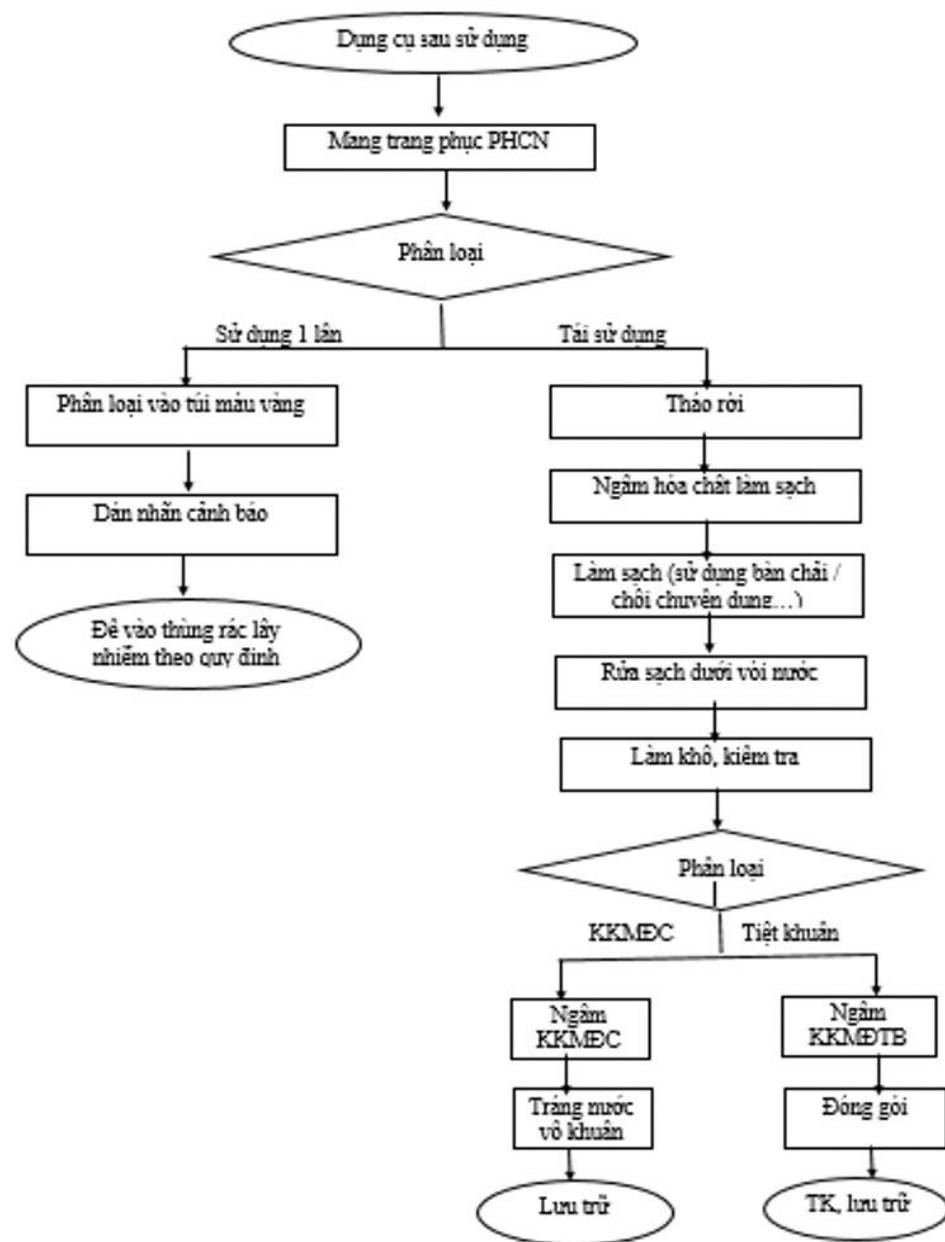 Dụng cụ sau sử dụng
Mang trang phục PHCN
Phân loại
Sử dụng 1 lần
Tái sử dụng
Phân loại vào túi màu vàng
Tháo rời
Dán nhãn cảnh báo
Ngâm hóa chất làm sạch
Để vào thùng rác lây
nhiễm theo quy định
Làm sạch (sử dụng bàn chải /
chổi chuyên dụng…)
Rửa sạch dưới vòi nước
Làm khô, kiểm tra
Phân loại
KKMĐC
Tiệt khuẩn
Ngâm
KKMĐC
Ngâm
KKMĐTB
Tráng nước
vô khuẩn
Đóng gói
Lưu trữ
TK, lưu trữ